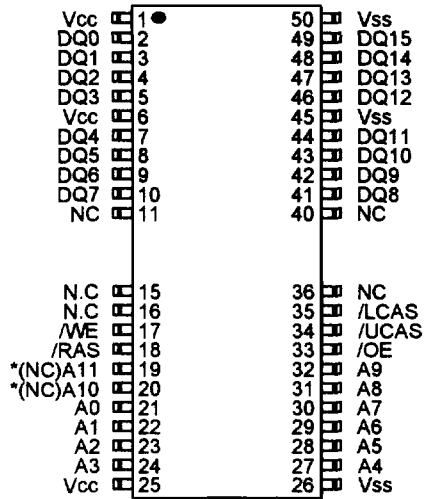 Vcc 1 50 Vss
DQ0 2 49 DQ15
DQ1 3 48 DQ14
DQ2 4 47 DQ13
DQ3 5 46 DQ12
Vcc 6 45 Vss
DQ4 7 44 DQ11
DQ5 8 43 DQ10
DQ6 9 42 DQ9
DQ7 10 41 DQ8
NC 11 40 NC
N.C 15 36 NC
N.C 16 35 /LCAS
/WE 17 34 /UCAS
/RAS 18 33 /OE
*(NC)A11 19 32 A9
*(NC)A10 20 31 A8
A0 21 30 A7
A1 22 29 A6
A2 23 28 A5
A3 24 27 A4
Vcc 25 26 Vss